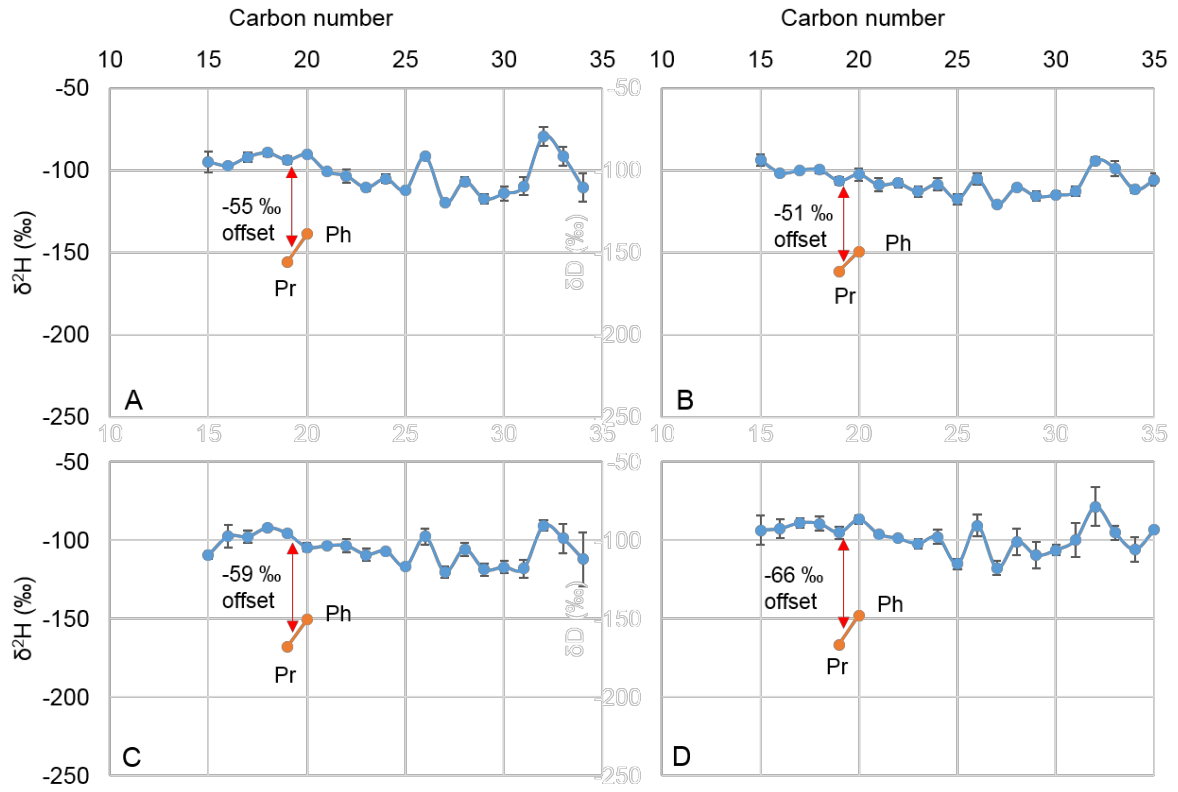 Carbon number
Carbon number
10 15 20 25 30 35
10 15 20 25 30 35
-50
-100
-150
-200
-250
δ²H (‰)
-55 ‰
offset
Ph
Pr
A
-50
-100
-150
-200
-250
δD (‰)
-51 ‰
offset
Ph
Pr
B
10 15 20 25 30 35
10 15 20 25 30 35
-50
-100
-150
-200
-250
δ²H (‰)
-59 ‰
offset
Ph
Pr
C
-50
-100
-150
-200
-250
δD (‰)
-66 ‰
offset
Ph
Pr
D